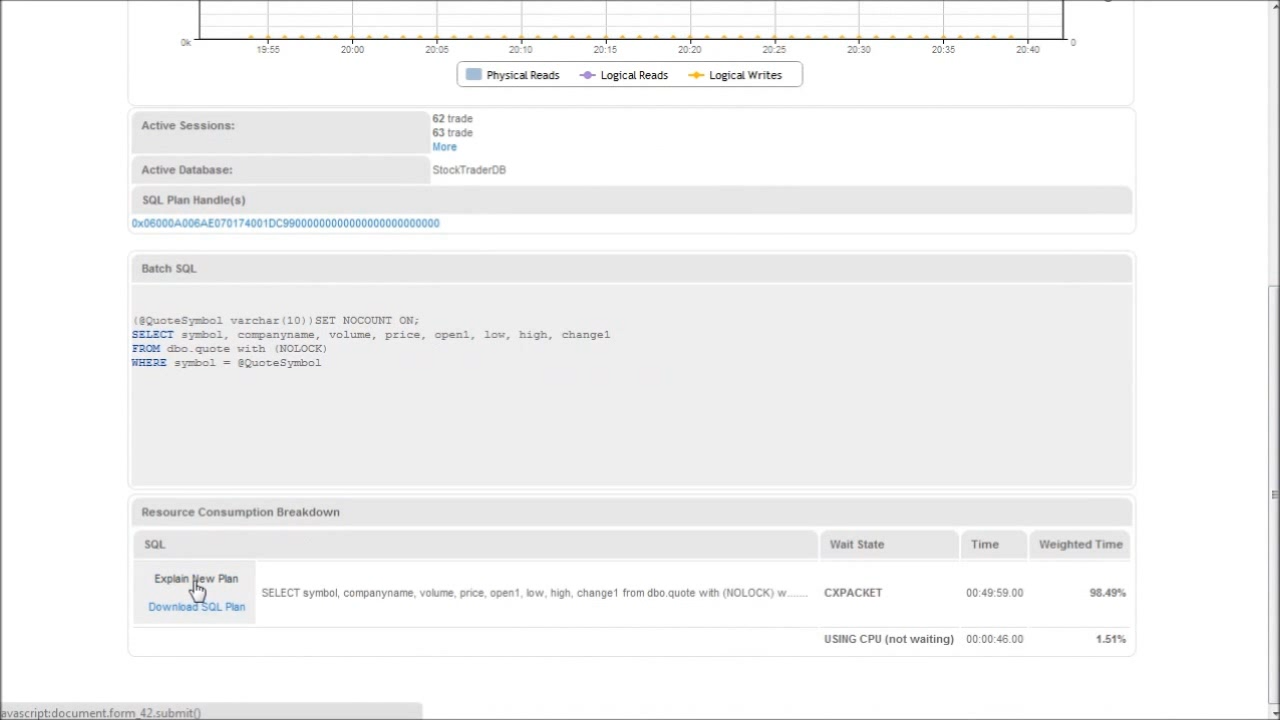 0k
0
19:55 20:00 20:05 20:10 20:15 20:20 20:25 20:30 20:35 20:40
Physical Reads Logical Reads Logical Writes
Active Sessions:
62 trade
63 trade
More
Active Database:
StockTraderDB
SQL Plan Handle(s)
Batch SQL
(@QuoteSymbol varchar(10))SET NOCOUNT ON;
SELECT symbol, companyname, volume, price, open1, low, high, change1
FROM dbo.quote with (NOLOCK)
WHERE symbol = @QuoteSymbol
Resource Consumption Breakdown
SQL Wait State Time Weighted Time
Explain New Plan
Download SQL Plan
SELECT symbol, companyname, volume, price, open1, low, high, change1 from dbo.quote with (NOLOCK) w........ CXPACKET 00:49:59.00 98.49%
USING CPU (not waiting) 00:00:46.00 1.51%
avascript:document.form_42.submit()